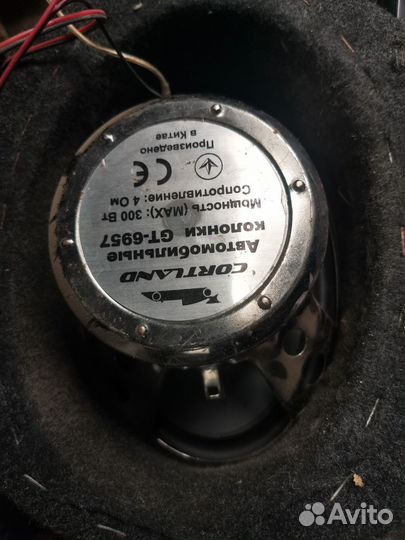 CORTLAND
Автомобильные
колонки GT-6957
Мощность (MAX): 300 Вт
Сопротивление: 4 Ом
CE
Произведено
в Китае
Avito